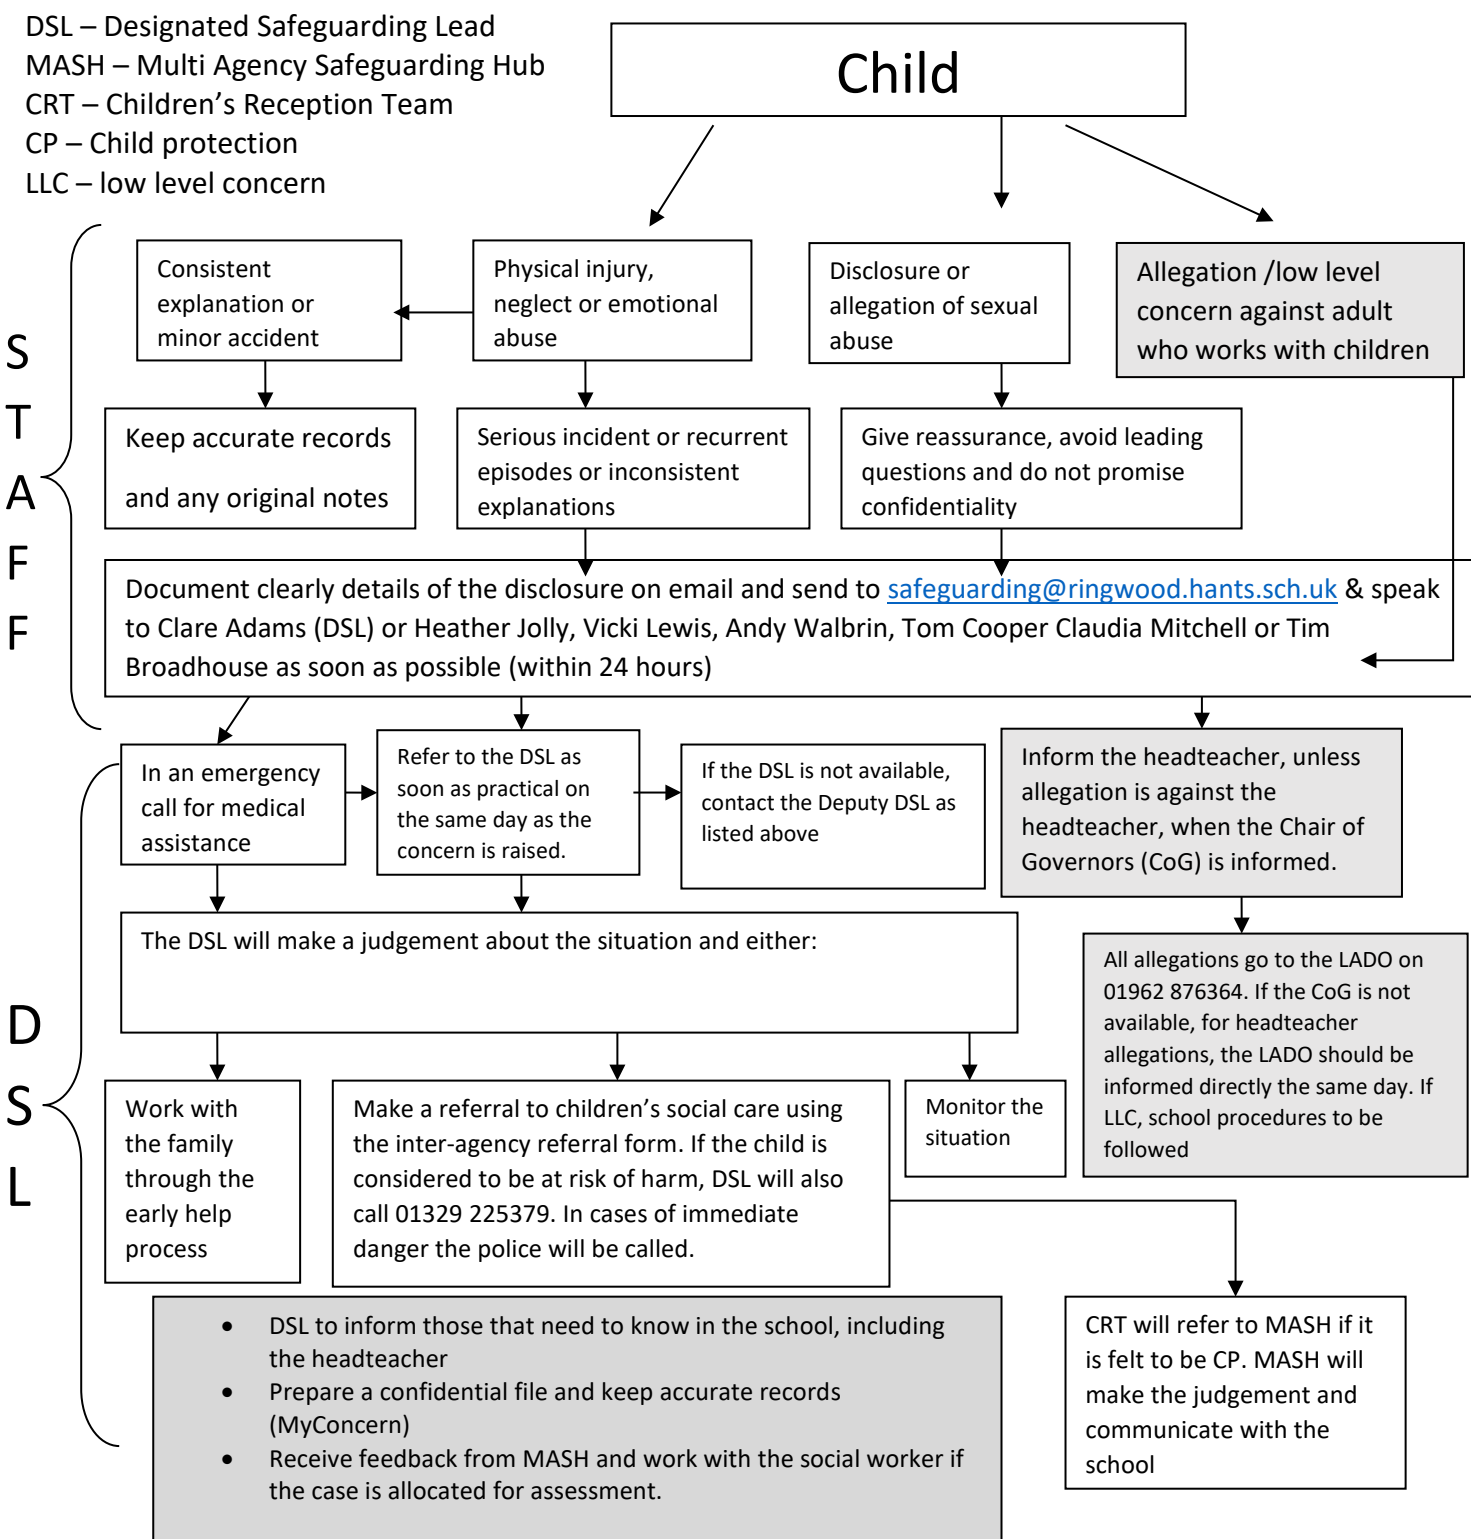 DSL – Designated Safeguarding Lead
MASH – Multi Agency Safeguarding Hub
CRT – Children's Reception Team
CP – Child protection
LLC – low level concern
Child
S
T
A
F
F
Consistent
explanation or
minor accident
Physical injury,
neglect or emotional
abuse
Disclosure or
allegation of sexual
abuse
Allegation /low level
concern against adult
who works with children
Keep accurate records
and any original notes
Serious incident or recurrent
episodes or inconsistent
explanations
Give reassurance, avoid leading
questions and do not promise
confidentiality
Document clearly details of the disclosure on email and send to safeguarding@ringwood.hants.sch.uk & speak
to Clare Adams (DSL) or Heather Jolly, Vicki Lewis, Andy Walbrin, Tom Cooper Claudia Mitchell or Tim
Broadhouse as soon as possible (within 24 hours)
D
S
L
In an emergency
call for medical
assistance
Refer to the DSL as
soon as practical on
the same day as the
concern is raised.
If the DSL is not available,
contact the Deputy DSL as
listed above
Inform the headteacher, unless
allegation is against the
headteacher, when the Chair of
Governors (CoG) is informed.
The DSL will make a judgement about the situation and either:
All allegations go to the LADO on
01962 876364. If the CoG is not
available, for headteacher
allegations, the LADO should be
informed directly the same day. If
LLC, school procedures to be
followed
Work with
the family
through the
early help
process
Make a referral to children's social care using
the inter-agency referral form. If the child is
considered to be at risk of harm, DSL will also
call 01329 225379. In cases of immediate
danger the police will be called.
Monitor the
situation
• DSL to inform those that need to know in the school, including
the headteacher
• Prepare a confidential file and keep accurate records
(MyConcern)
• Receive feedback from MASH and work with the social worker if
the case is allocated for assessment.
CRT will refer to MASH if it
is felt to be CP. MASH will
make the judgement and
communicate with the
school